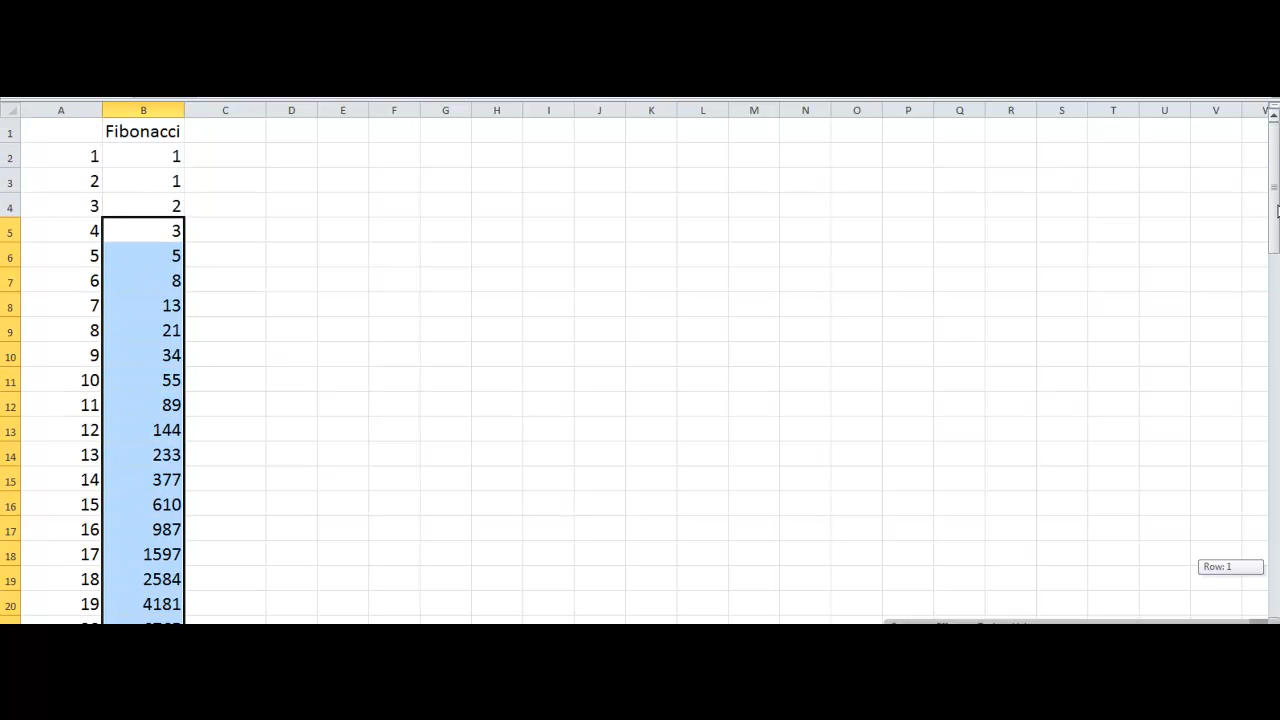 A B C D E F G H I J K L M N O P Q R S T U V
1 Fibonacci
2 1 1
3 2 1
4 3 2
5 4 3
6 5 5
7 6 8
8 7 13
9 8 21
10 9 34
11 10 55
12 11 89
13 12 144
14 13 233
15 14 377
16 15 610
17 16 987
18 17 1597
Row: 1
19 18 2584
20 19 4181